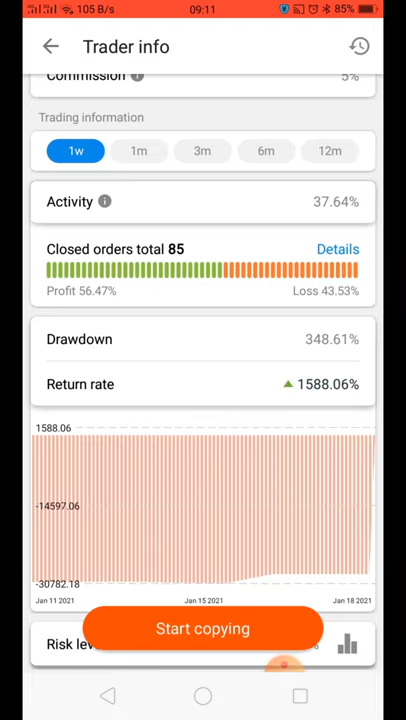 105 B/s 09:11 85%
Trader info
Commission 5%
Trading information
1w 1m 3m 6m 12m
Activity 37.64%
Closed orders total 85 Details
Profit 56.47% Loss 43.53%
Drawdown 348.61%
Return rate 1588.06%
1588.06
-14597.06
-30782.18
Jan 11 2021 Jan 15 2021 Jan 18 2021
Start copying
Risk lev %